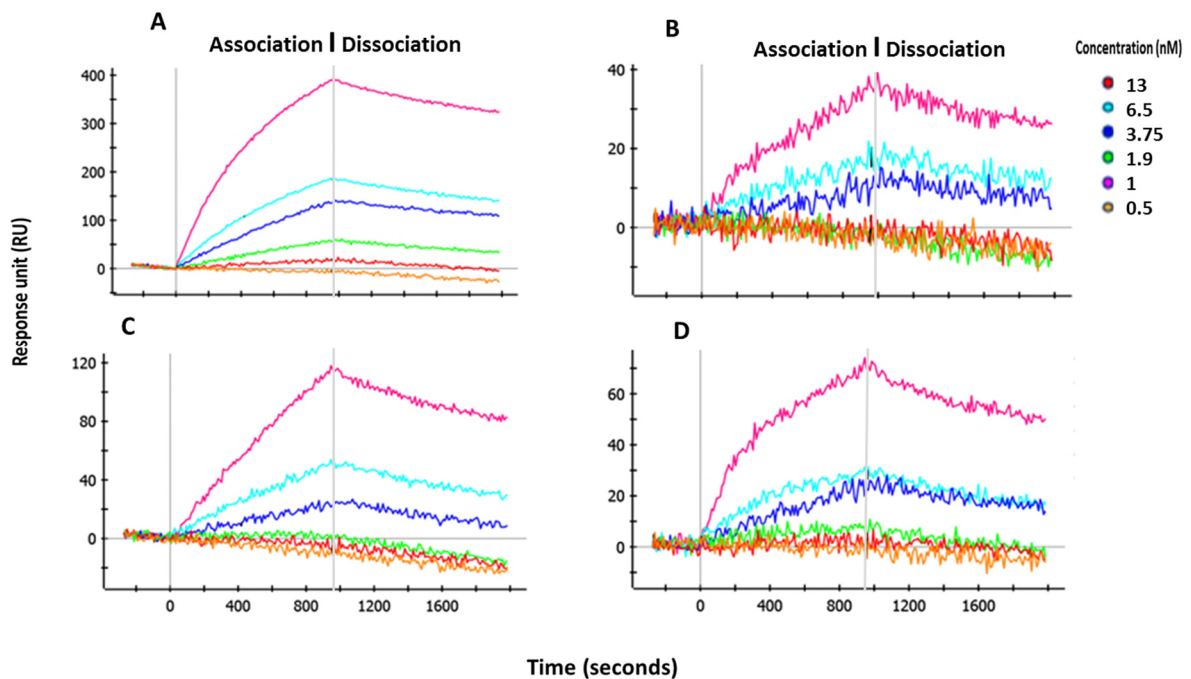 A
Association | Dissociation
B
Association | Dissociation
Concentration (nM)
13
6.5
3.75
1.9
1
0.5
Response unit (RU)
400
300
200
100
0
40
20
0
C
120
80
40
0
0 400 800 1200 1600
D
60
40
20
0
0 400 800 1200 1600
Time (seconds)